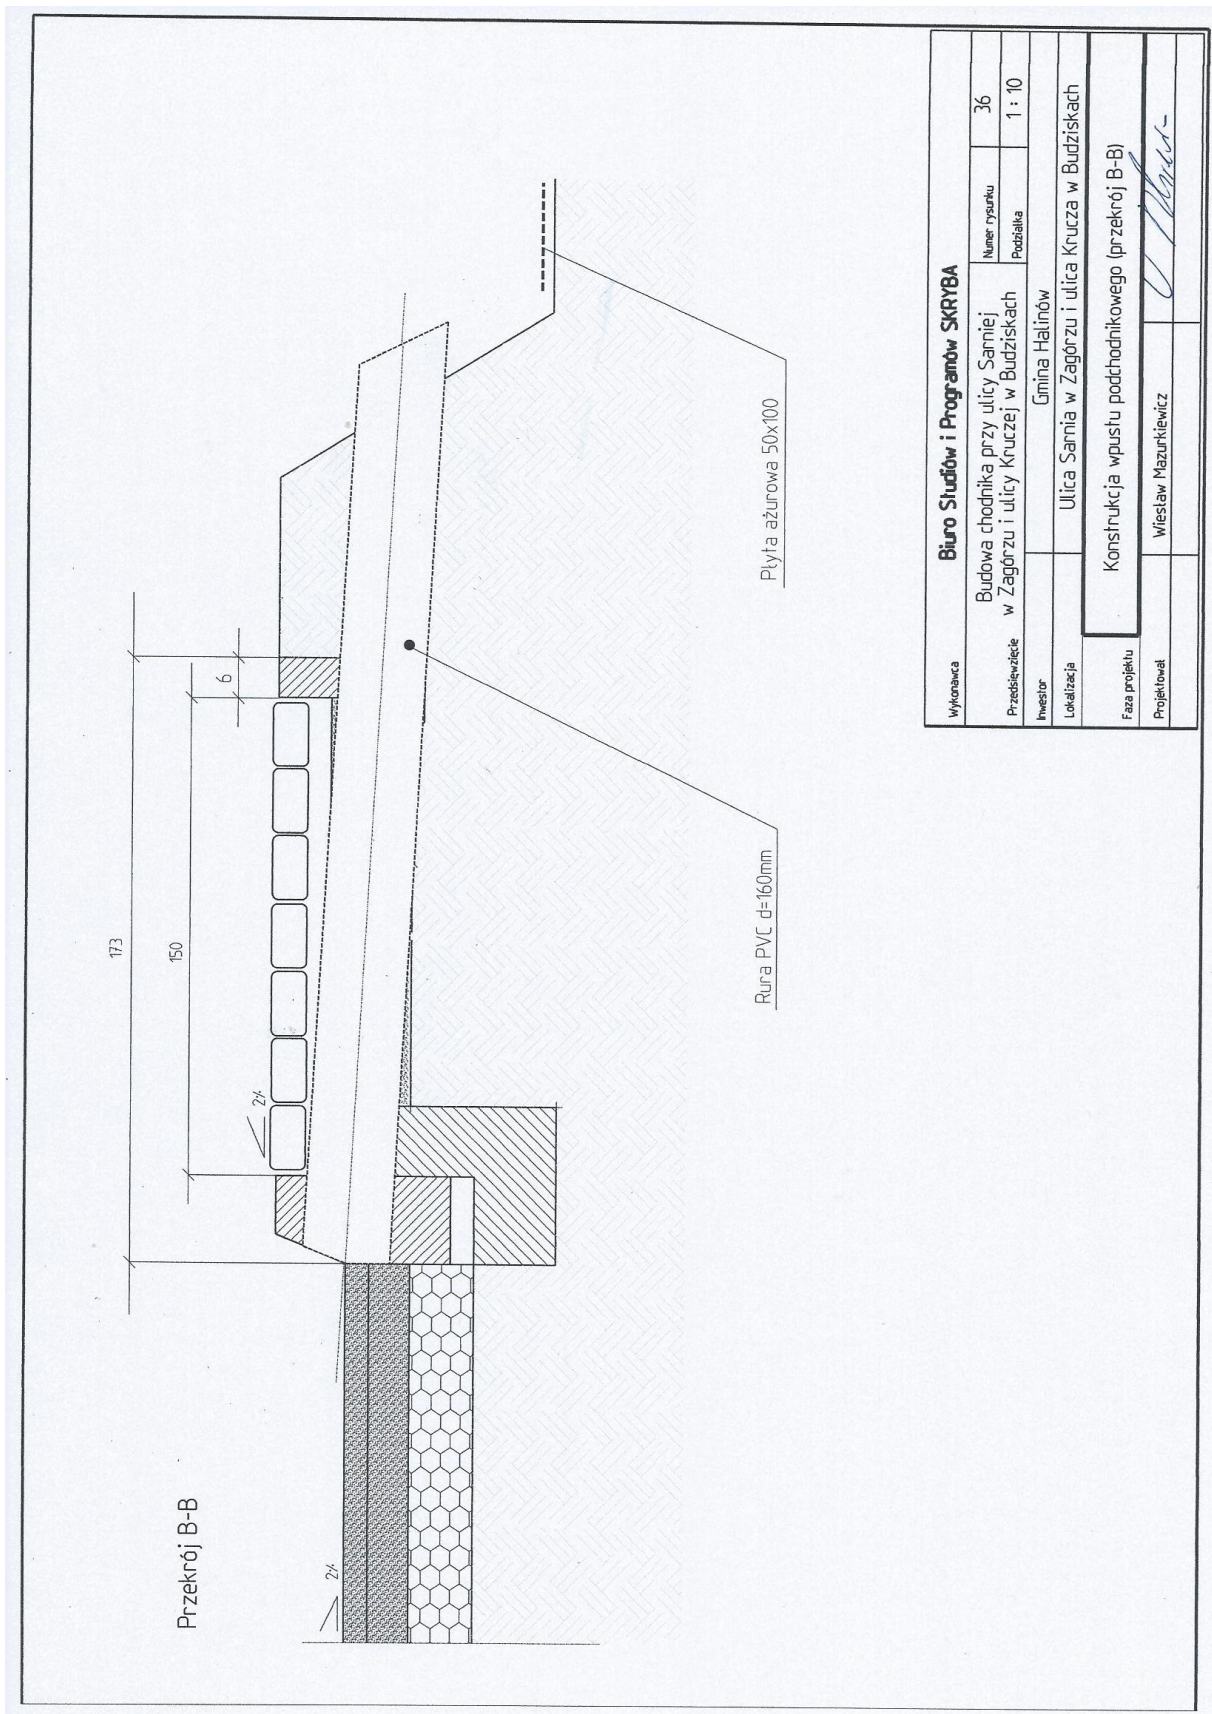 Przekrój B-B
173
150
6
2%
2%
Rura PVC d=160mm
Płyta ażurowa 50x100
Wykonawca
Biuro Studiów i Programów SKRYBA
Przedsięwzięcie
Budowa chodnika przy ulicy Sarniej
w Zagórzu i ulicy Kruczej w Budziskach
Numer rysunku
36
Podziałka
1 : 10
Inwestor
Gmina Halinów
Lokalizacja
Ulica Sarnia w Zagórzu i ulica Krucza w Budziskach
Faza projektu
Konstrukcja wpustu podchodnikowego (przekrój B-B)
Projektował
Wiesław Mazurkiewicz